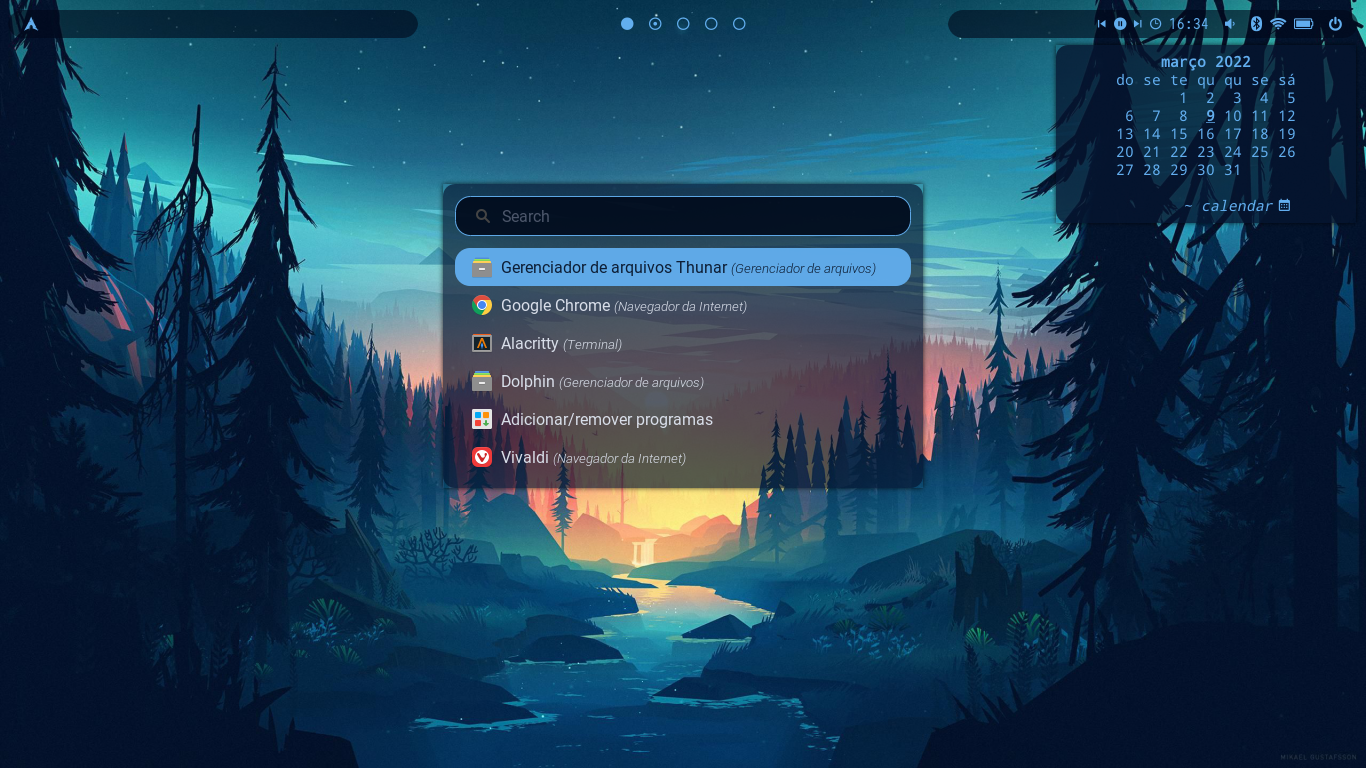 16:34
março 2022
do se te qu qu se sá
1 2 3 4 5
6 7 8 9 10 11 12
13 14 15 16 17 18 19
20 21 22 23 24 25 26
27 28 29 30 31
~ calendar
Search
Gerenciador de arquivos Thunar (Gerenciador de arquivos)
Google Chrome (Navegador da Internet)
Alacritty (Terminal)
Dolphin (Gerenciador de arquivos)
Adicionar/remover programas
Vivaldi (Navegador da Internet)
MIKAEL GUSTAFSSON